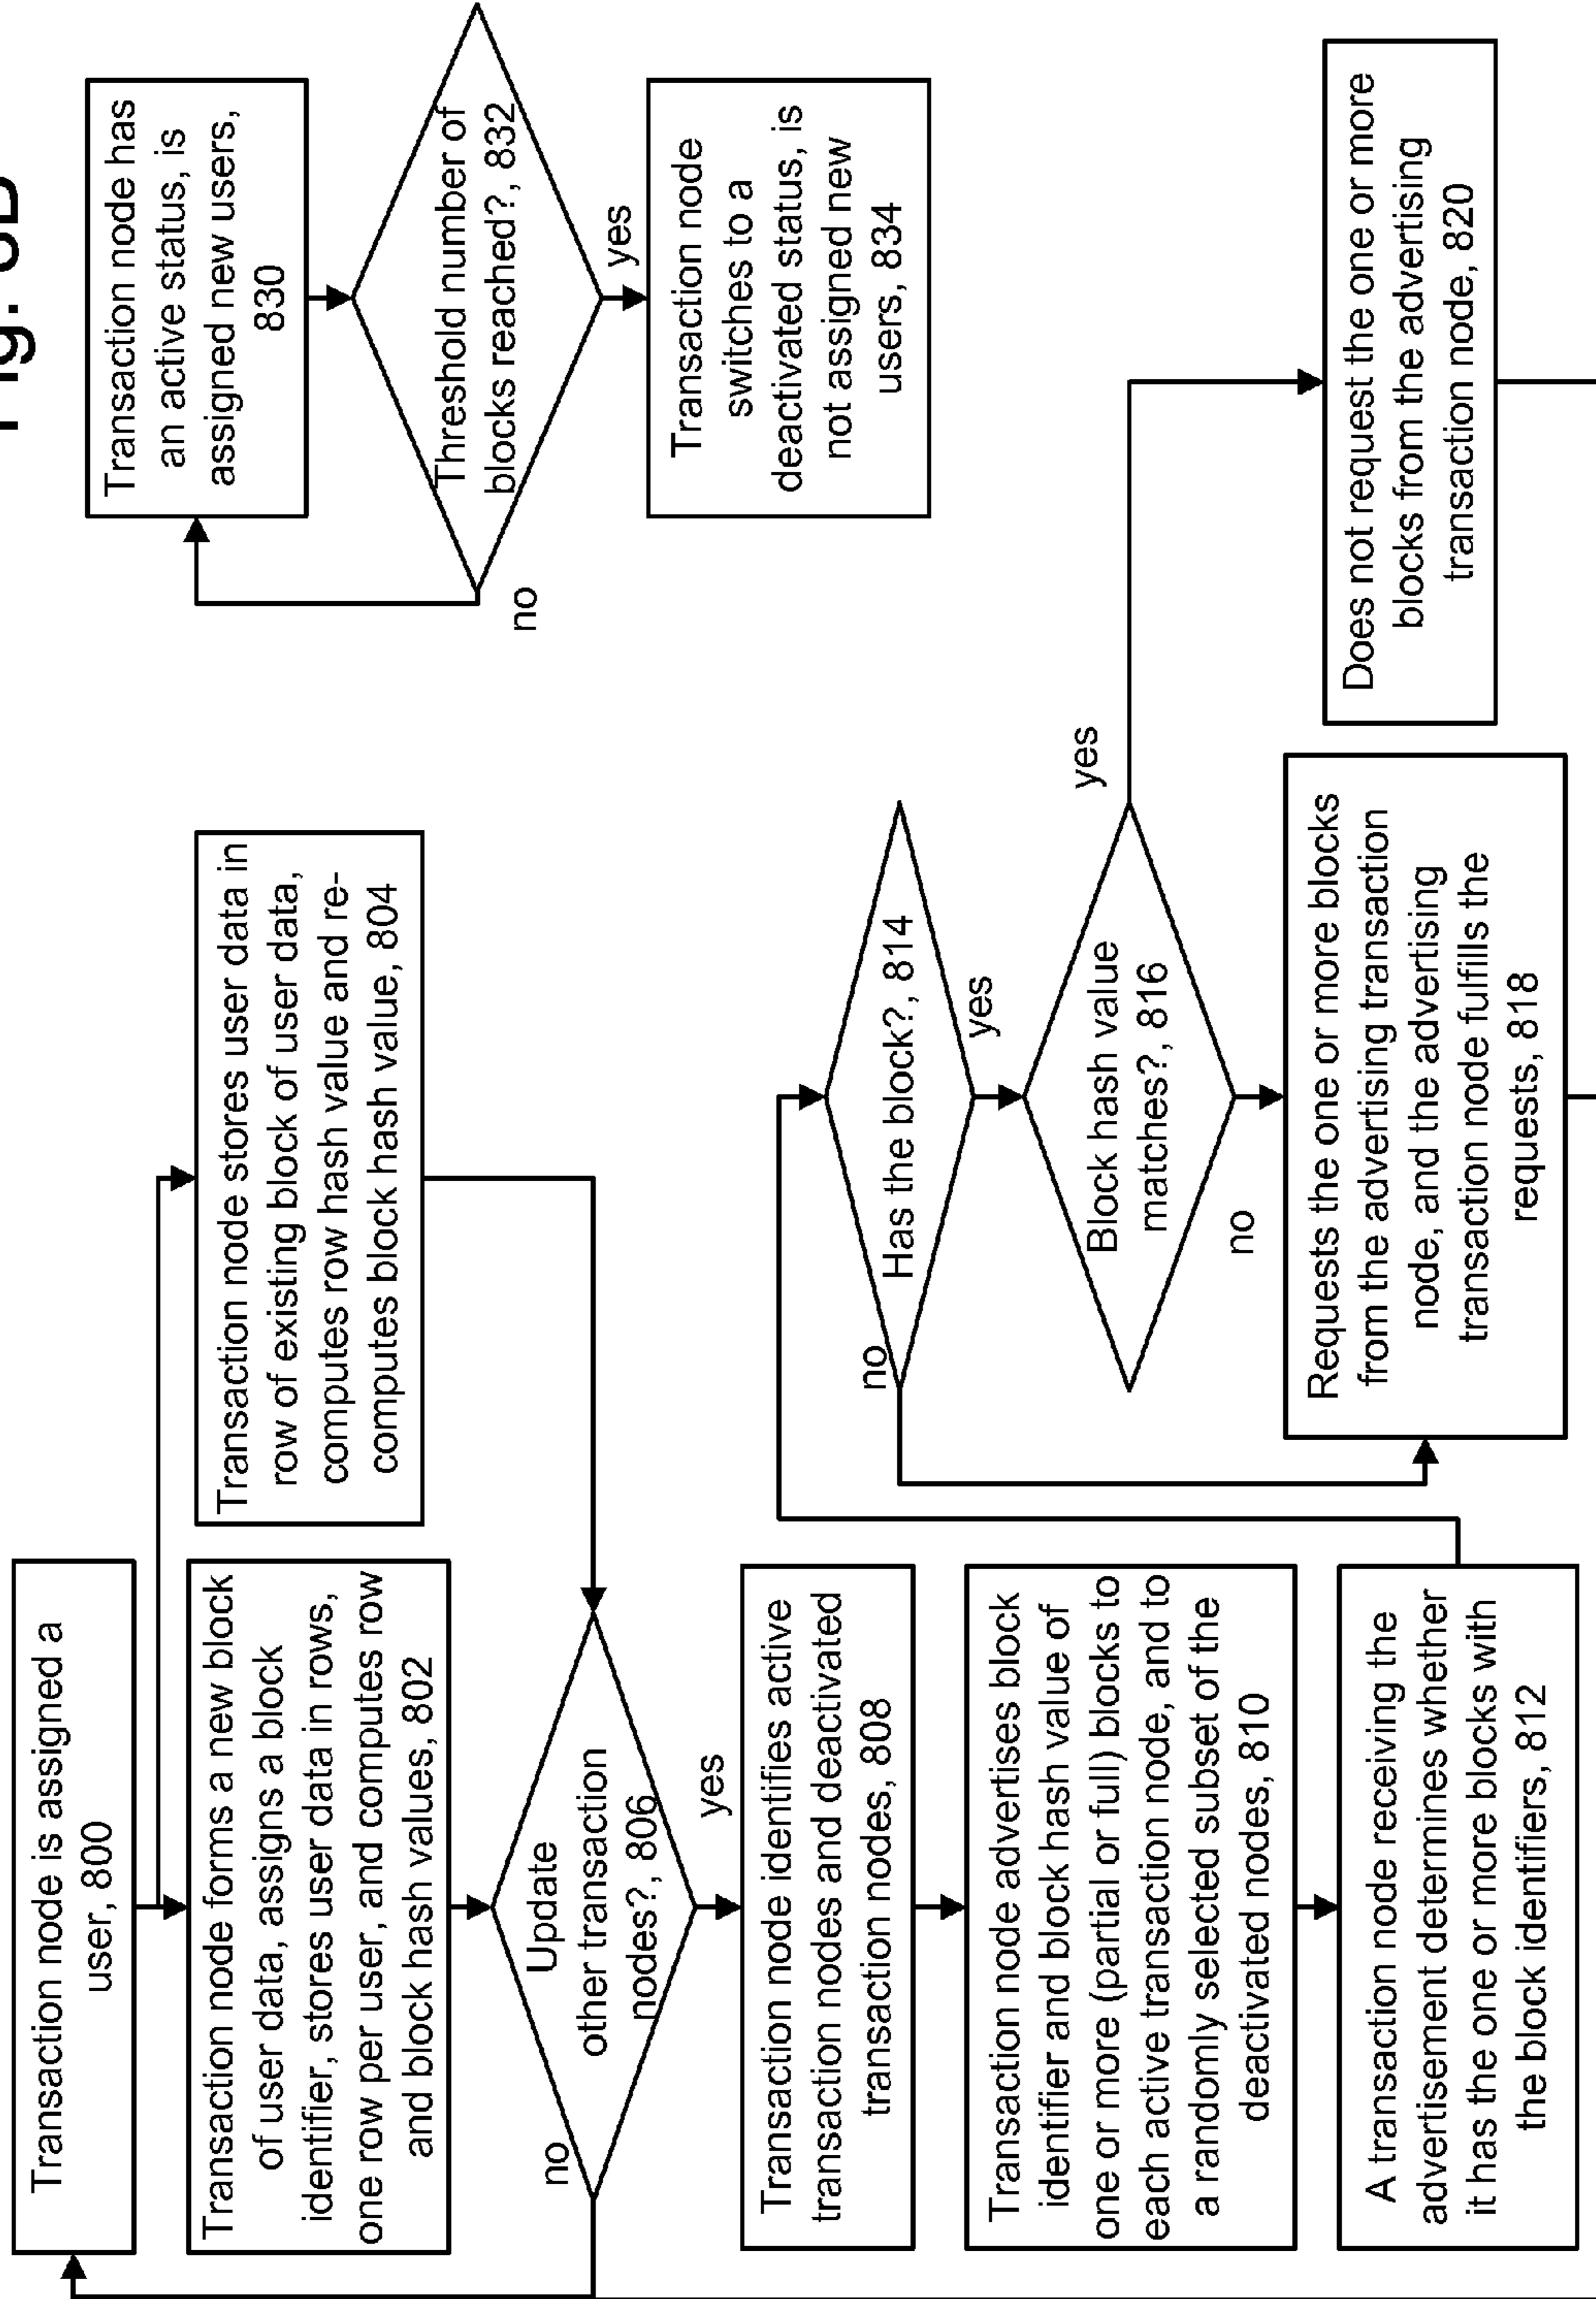 Transaction node is assigned a
user, 800
Transaction node forms a new block
of user data, assigns a block
identifier, stores user data in rows,
one row per user, and computes row
and block hash values, 802
Transaction node stores user data in
row of existing block of user data,
computes row hash value and re-
computes block hash value, 804
Update
other transaction
nodes?, 806
no
yes
Transaction node identifies active
transaction nodes and deactivated
transaction nodes, 808
Transaction node advertises block
identifier and block hash value of
one or more (partial or full) blocks to
each active transaction node, and to
a randomly selected subset of the
deactivated nodes, 810
A transaction node receiving the
advertisement determines whether
it has the one or more blocks with
the block identifiers, 812
Has the block?, 814
no
yes
Block hash value
matches?, 816
yes
no
Requests the one or more blocks
from the advertising transaction
node, and the advertising
transaction node fulfills the
requests, 818
Does not request the one or more
blocks from the advertising
transaction node, 820
Transaction node has
an active status, is
assigned new users,
830
Threshold number of
blocks reached?, 832
no
yes
Transaction node
switches to a
deactivated status, is
not assigned new
users, 834